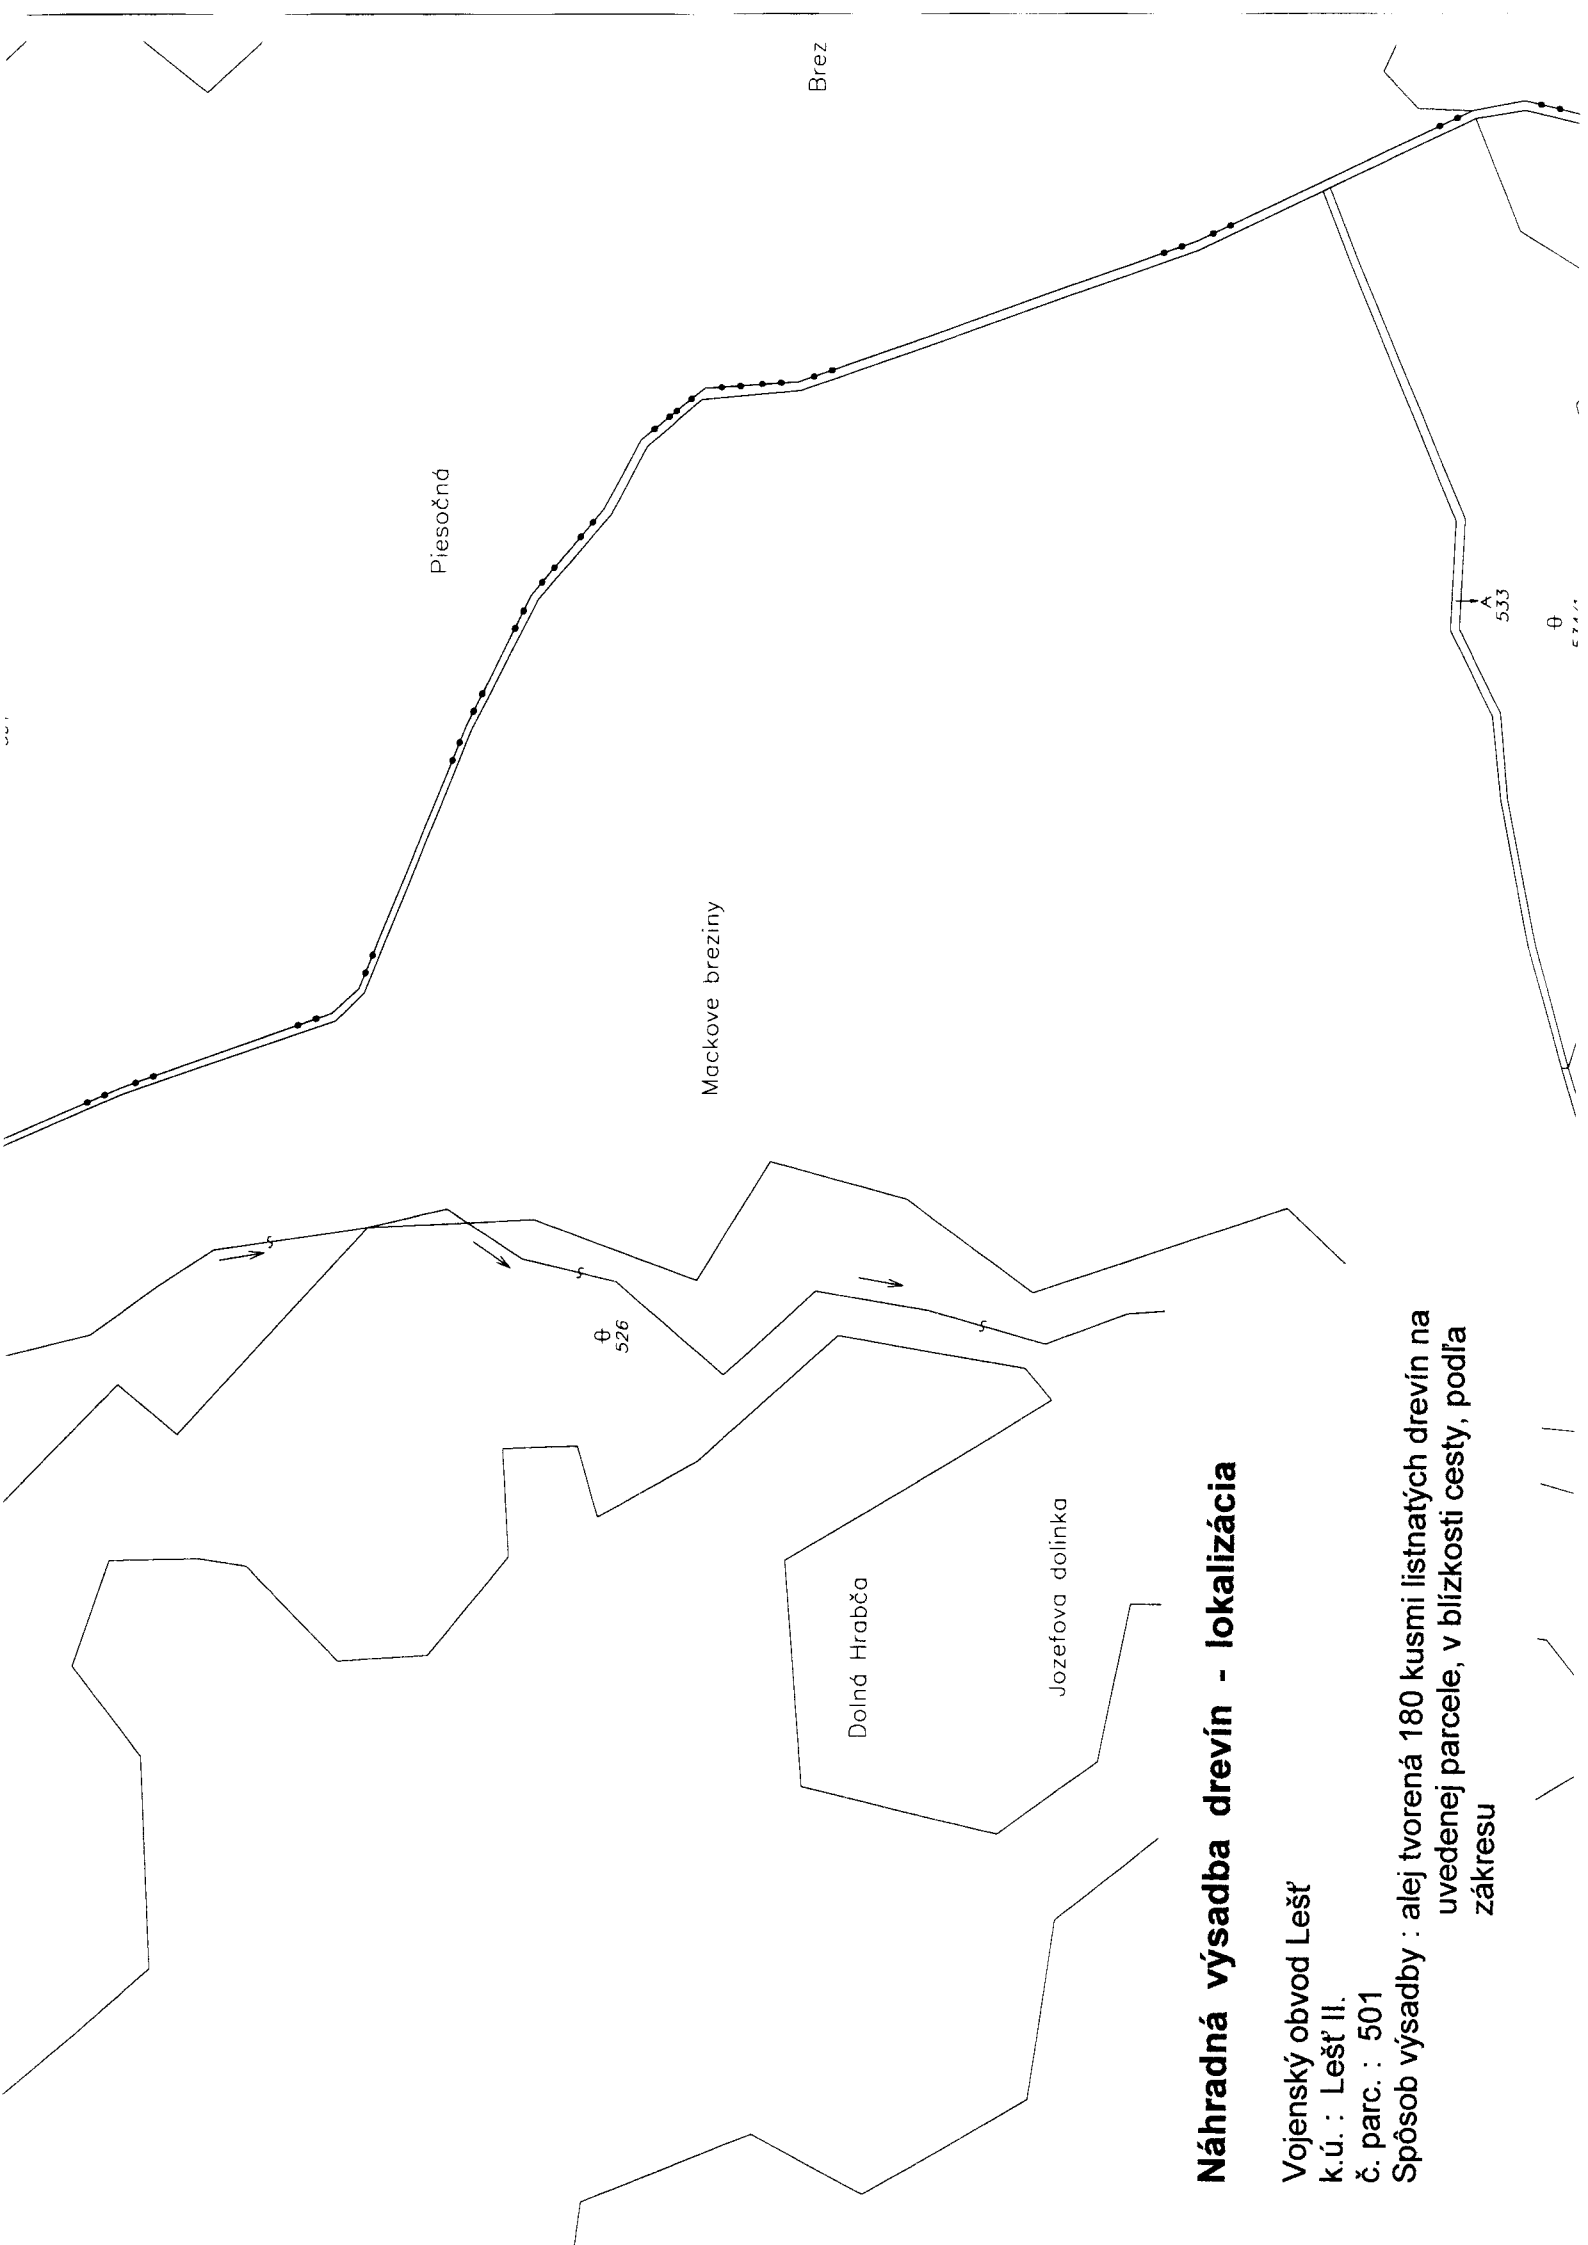 Brez
Piesočná
533
Mackove breziny
526
Dolná Hrabča
Jozefova dolinka
Náhradná výsadba drevín - lokalizácia
Vojenský obvod Lešť
k.ú. : Lešť II.
č. parc. : 501
Spôsob výsadby : alej tvorená 180 kusmi listnatých drevín na
uvedenej parcele, v blízkosti cesty, podľa
zákresu